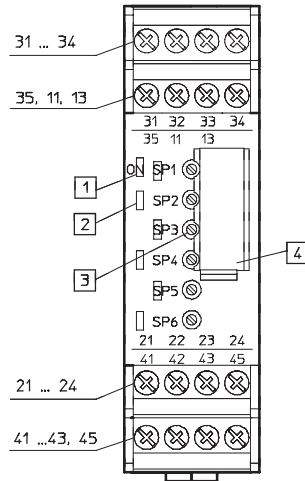 31 ... 34
35, 11, 13
31 32 33 34
35 11 13
ON SP1
1
SP2
2
SP3
3
SP4
4
SP5
SP6
21 22 23 24
41 42 43 45
21 ... 24
41 ...43, 45